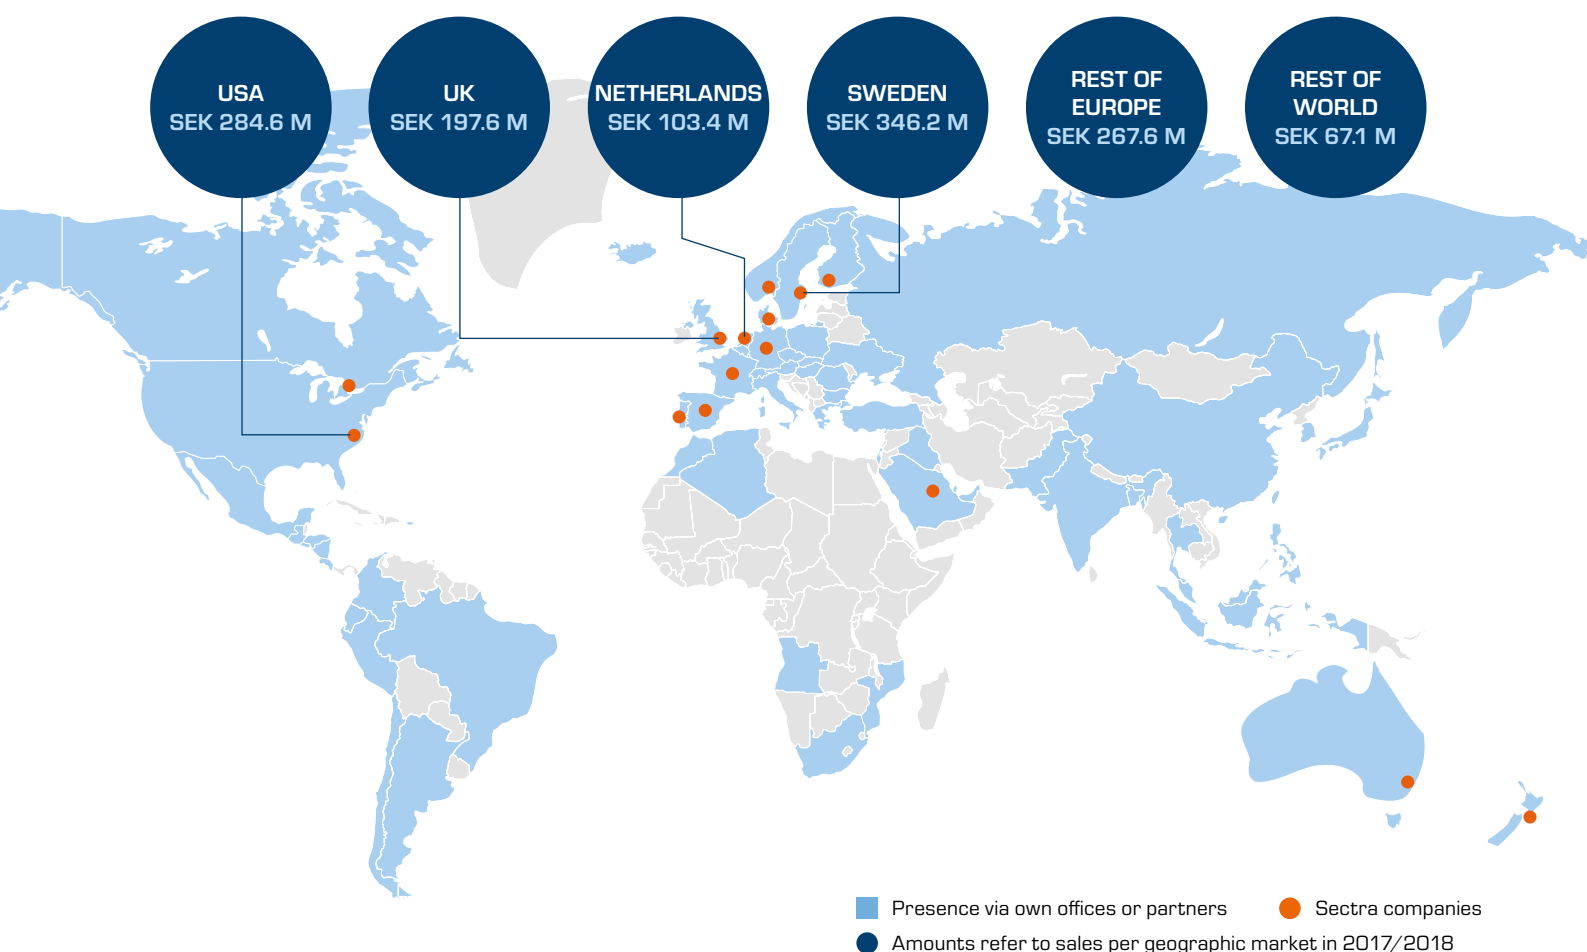 USA
SEK 284.6 M
UK
SEK 197.6 M
NETHERLANDS
SEK 103.4 M
SWEDEN
SEK 346.2 M
REST OF
EUROPE
SEK 267.6 M
REST OF
WORLD
SEK 67.1 M
Presence via own offices or partners
Sectra companies
Amounts refer to sales per geographic market in 2017/2018